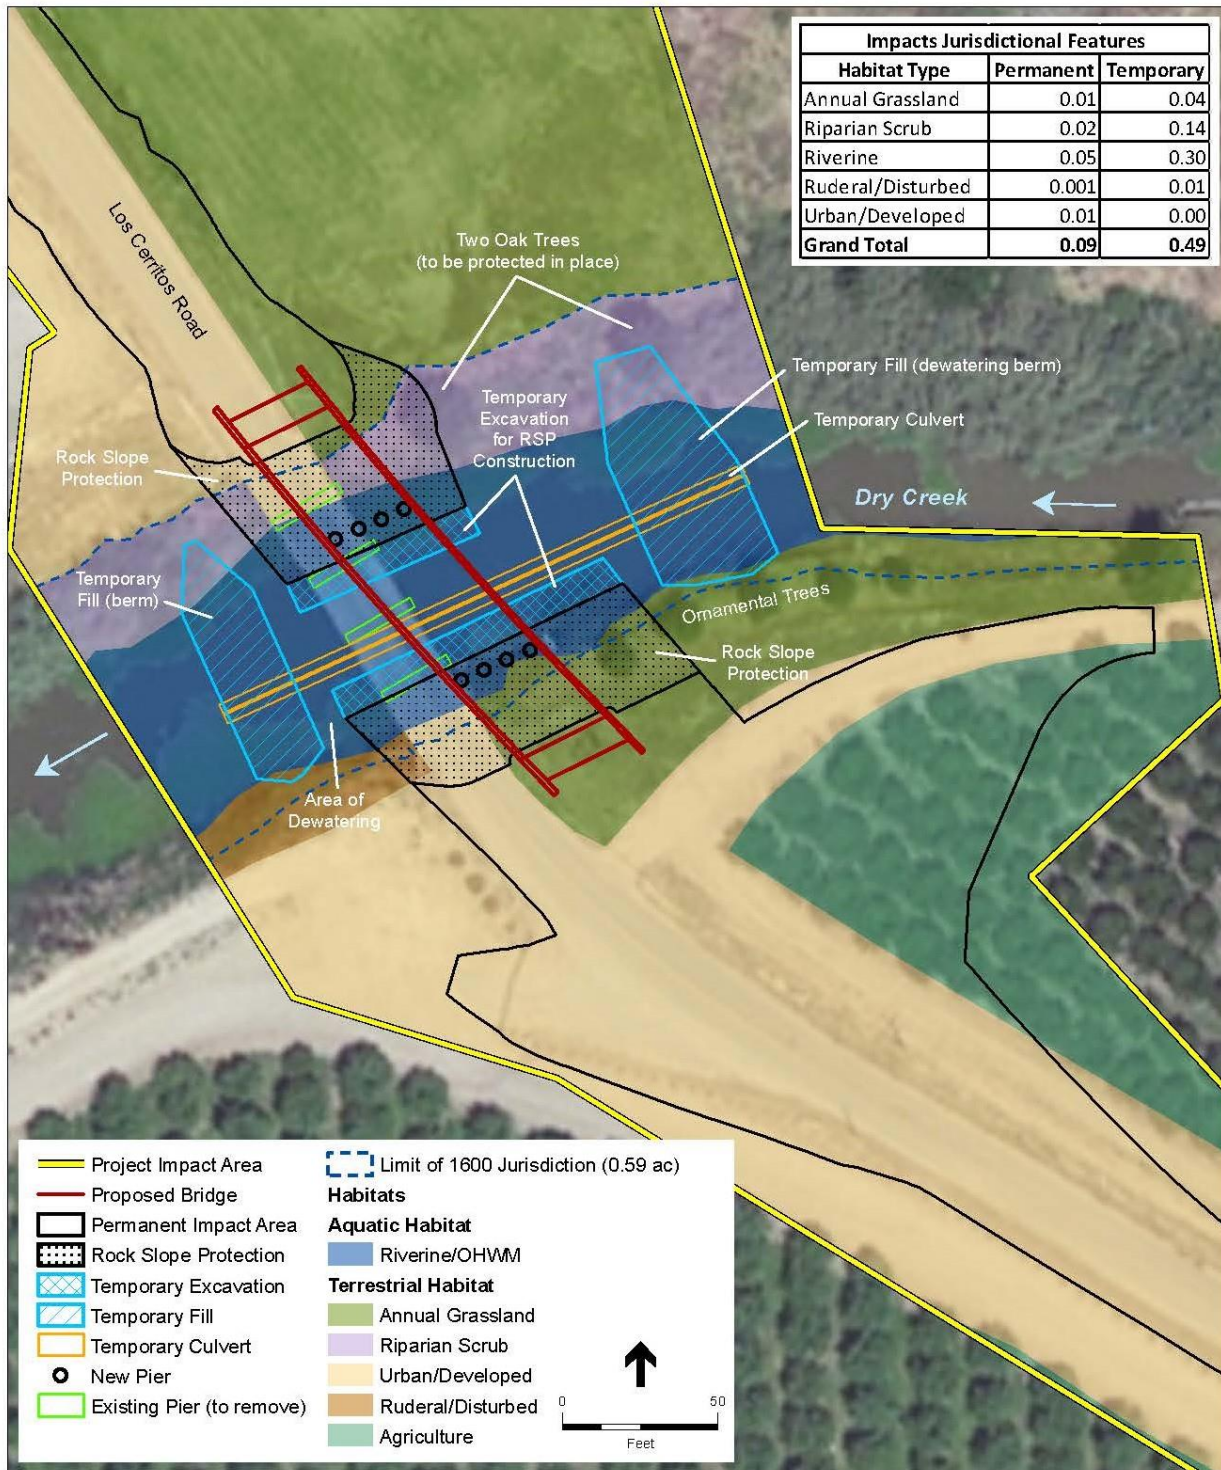 Impacts Jurisdictional Features
Habitat Type Permanent Temporary
Annual Grassland 0.01 0.04
Riparian Scrub 0.02 0.14
Riverine 0.05 0.30
Ruderal/Disturbed 0.001 0.01
Urban/Developed 0.01 0.00
Grand Total 0.09 0.49
Los Cerritos Road
Two Oak Trees
(to be protected in place)
Temporary Fill (dewatering berm)
Temporary
Excavation
for RSP
Construction
Temporary Culvert
Rock Slope
Protection
Dry Creek
Temporary
Fill (berm)
Ornamental Trees
Rock Slope
Protection
Area of
Dewatering
Project Impact Area
Proposed Bridge
Permanent Impact Area
Rock Slope Protection
Temporary Excavation
Temporary Fill
Temporary Culvert
New Pier
Existing Pier (to remove)
Limit of 1600 Jurisdiction (0.59 ac)
Habitats
Aquatic Habitat
Riverine/OHWM
Terrestrial Habitat
Annual Grassland
Riparian Scrub
Urban/Developed
Ruderal/Disturbed
Agriculture
0 50
Feet